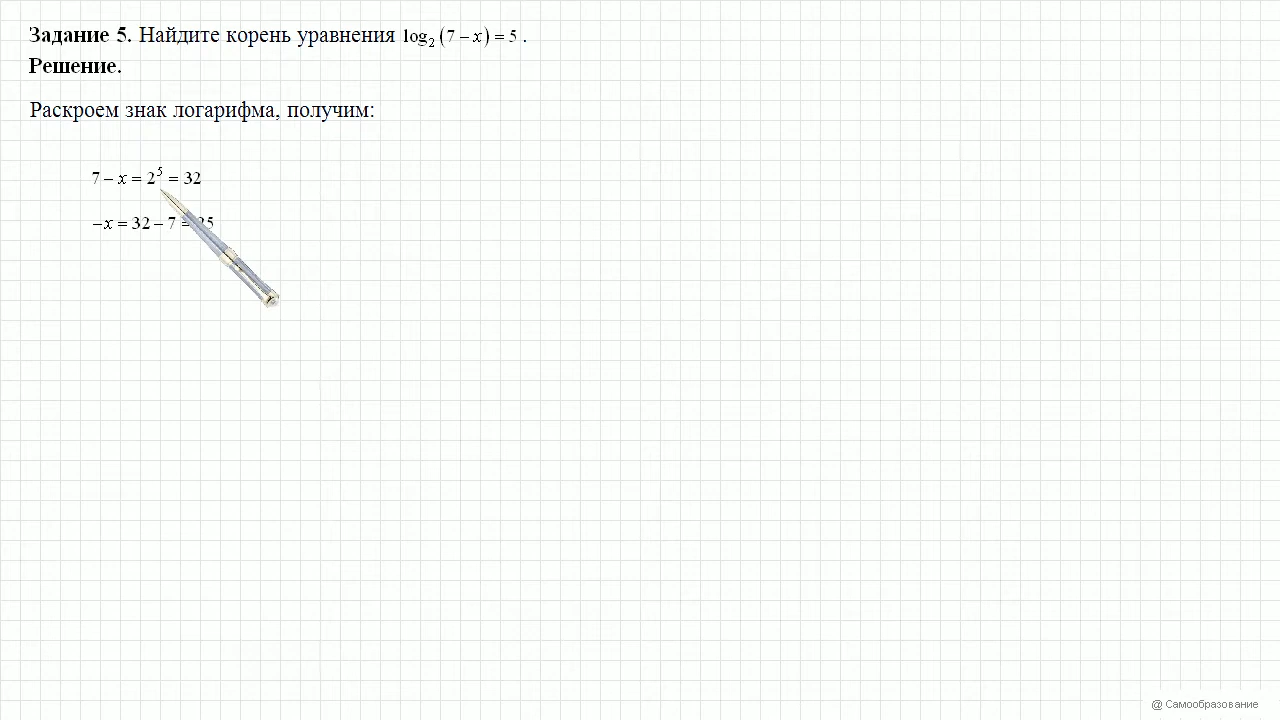 Задание 5. Найдите корень уравнения log₂(7 – x) = 5 .
Решение.
Раскроем знак логарифма, получим:
7 – x = 2⁵ = 32
–x = 32 – 7 = 25
@ Самообразование